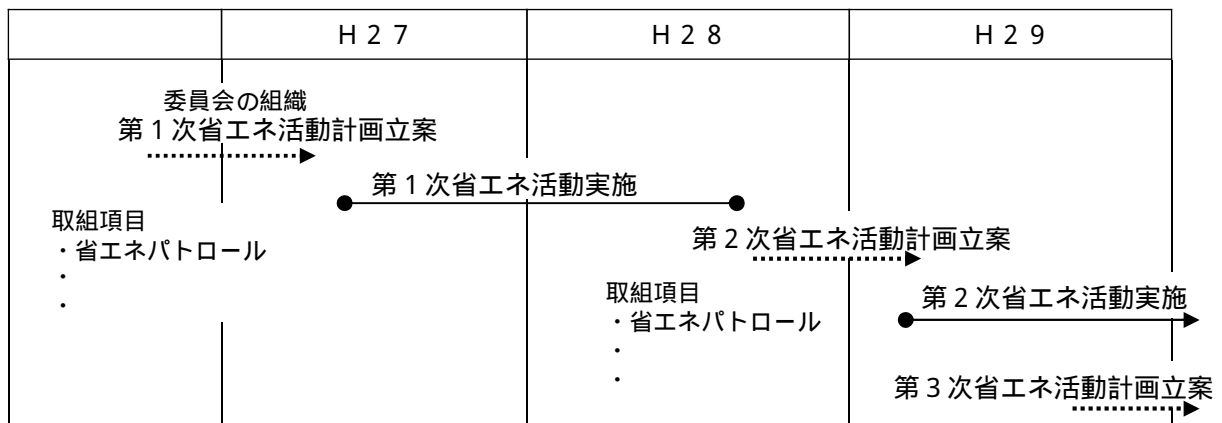 H27 H28 H29
委員会の組織
第1次省エネ活動計画立案
第1次省エネ活動実施
取組項目
・省エネパトロール
・
・
第2次省エネ活動計画立案
取組項目
・省エネパトロール
・
・
第2次省エネ活動実施
第3次省エネ活動計画立案